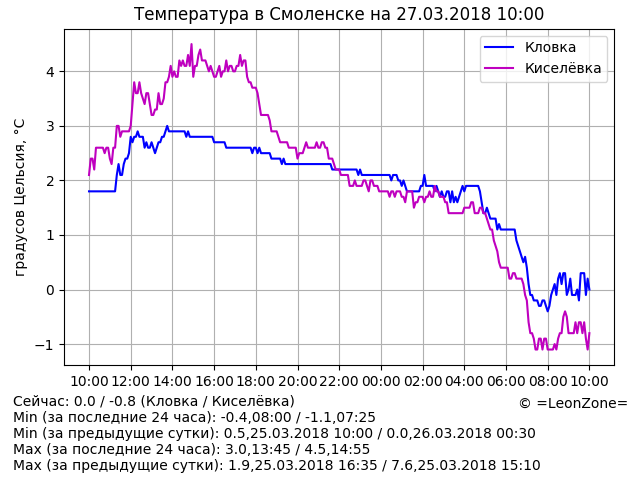 Температура в Смоленске на 27.03.2018 10:00
Кловка
Киселёвка
градусов Цельсия, °C
4
3
2
1
0
−1
10:00 12:00 14:00 16:00 18:00 20:00 22:00 00:00 02:00 04:00 06:00 08:00 10:00
Сейчас: 0.0 / -0.8 (Кловка / Киселёвка)
© =LeonZone=
Min (за последние 24 часа): -0.4,08:00 / -1.1,07:25
Min (за предыдущие сутки): 0.5,25.03.2018 10:00 / 0.0,26.03.2018 00:30
Max (за последние 24 часа): 3.0,13:45 / 4.5,14:55
Max (за предыдущие сутки): 1.9,25.03.2018 16:35 / 7.6,25.03.2018 15:10